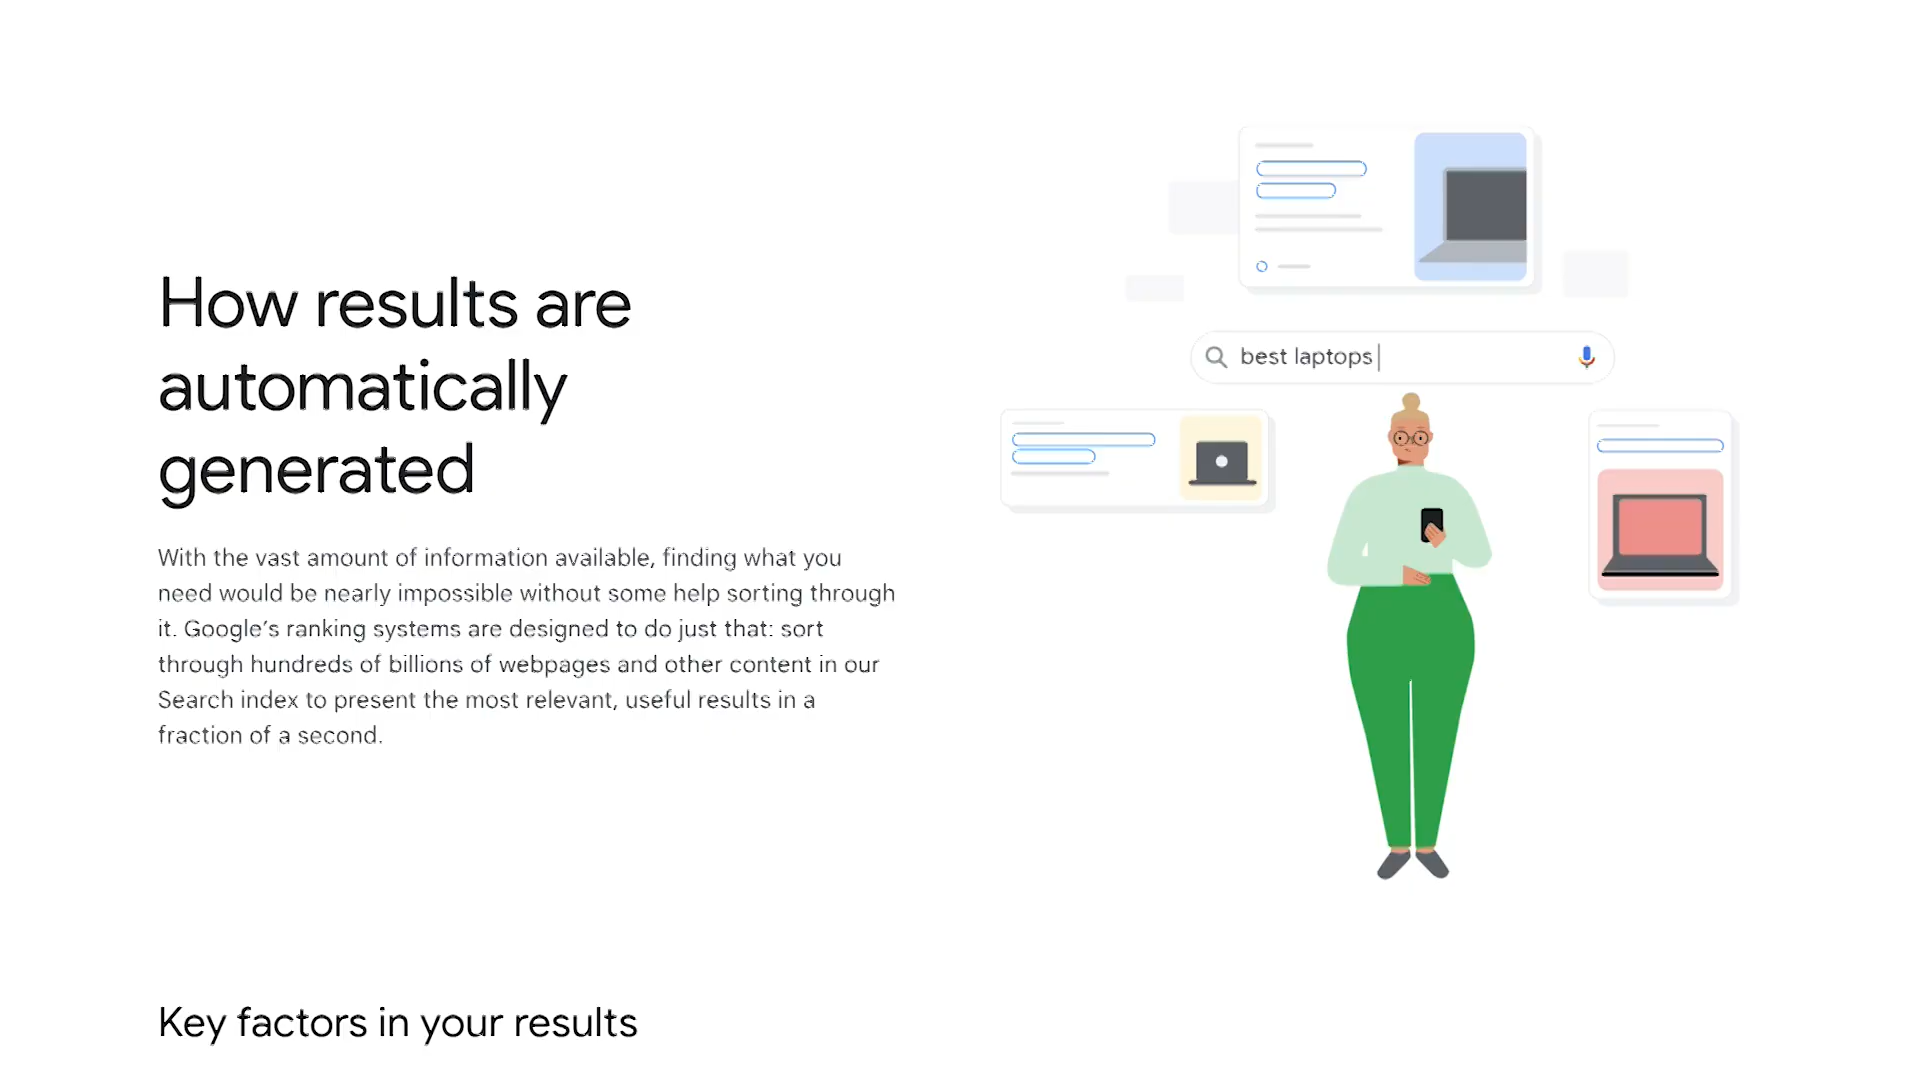 How results are
automatically
generated
With the vast amount of information available, finding what you
need would be nearly impossible without some help sorting through
it. Google’s ranking systems are designed to do just that: sort
through hundreds of billions of webpages and other content in our
Search index to present the most relevant, useful results in a
fraction of a second.
best laptops
Key factors in your results